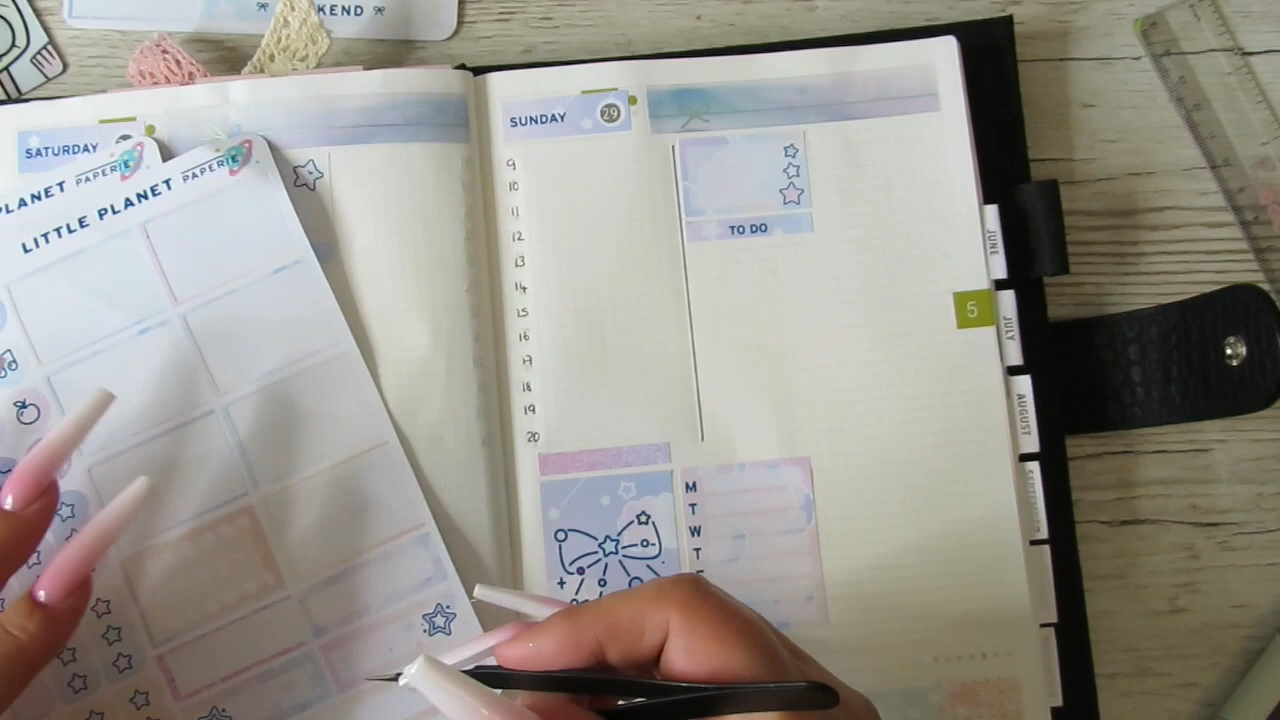 KEND
SATURDAY
PLANET PAPERIE
LITTLE PLANET PAPERIE
SUNDAY 29
9
10
11
12
13
14
15
16
17
18
19
20
TO DO
M
T
W
T
JUNE
5
JULY
AUGUST